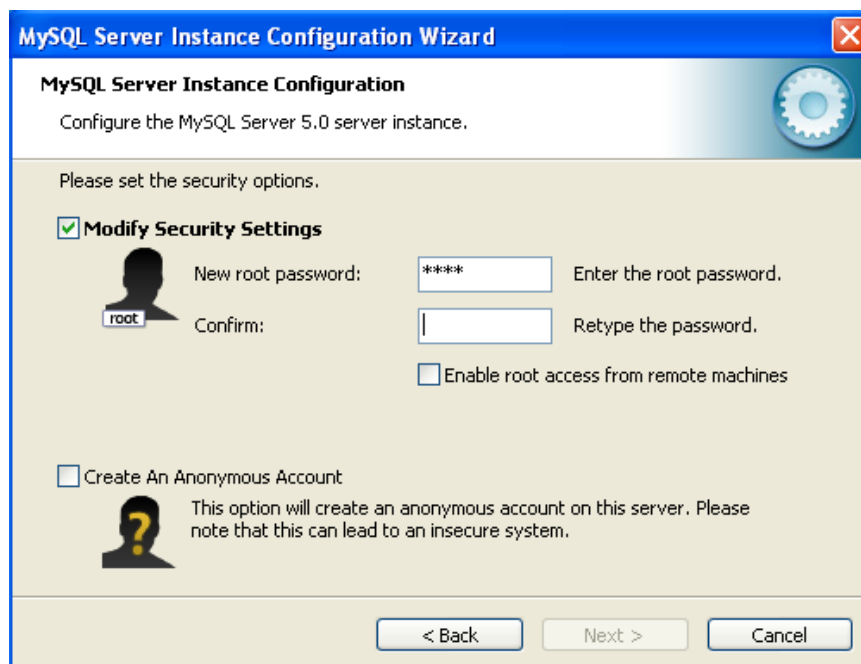 MySQL Server Instance Configuration Wizard
MySQL Server Instance Configuration
Configure the MySQL Server 5.0 server instance.
Please set the security options.
Modify Security Settings
root
New root password: **** Enter the root password.
Confirm: Retype the password.
Enable root access from remote machines
Create An Anonymous Account
?
This option will create an anonymous account on this server. Please
note that this can lead to an insecure system.
< Back Next > Cancel